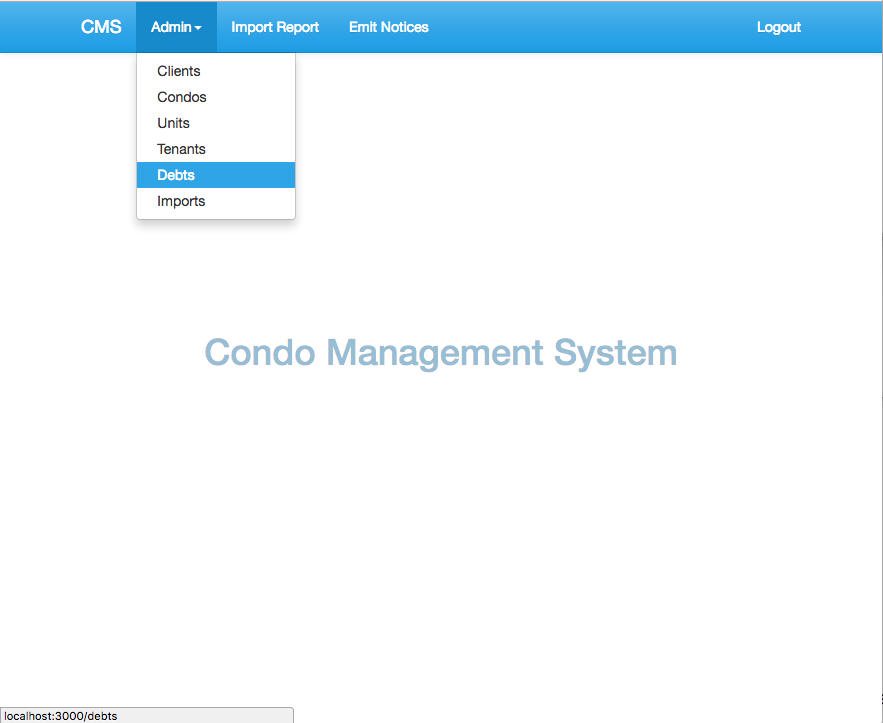 CMS Admin Import Report Emit Notices Logout
Clients
Condos
Units
Tenants
Debts
Imports
Condo Management System
localhost:3000/debts